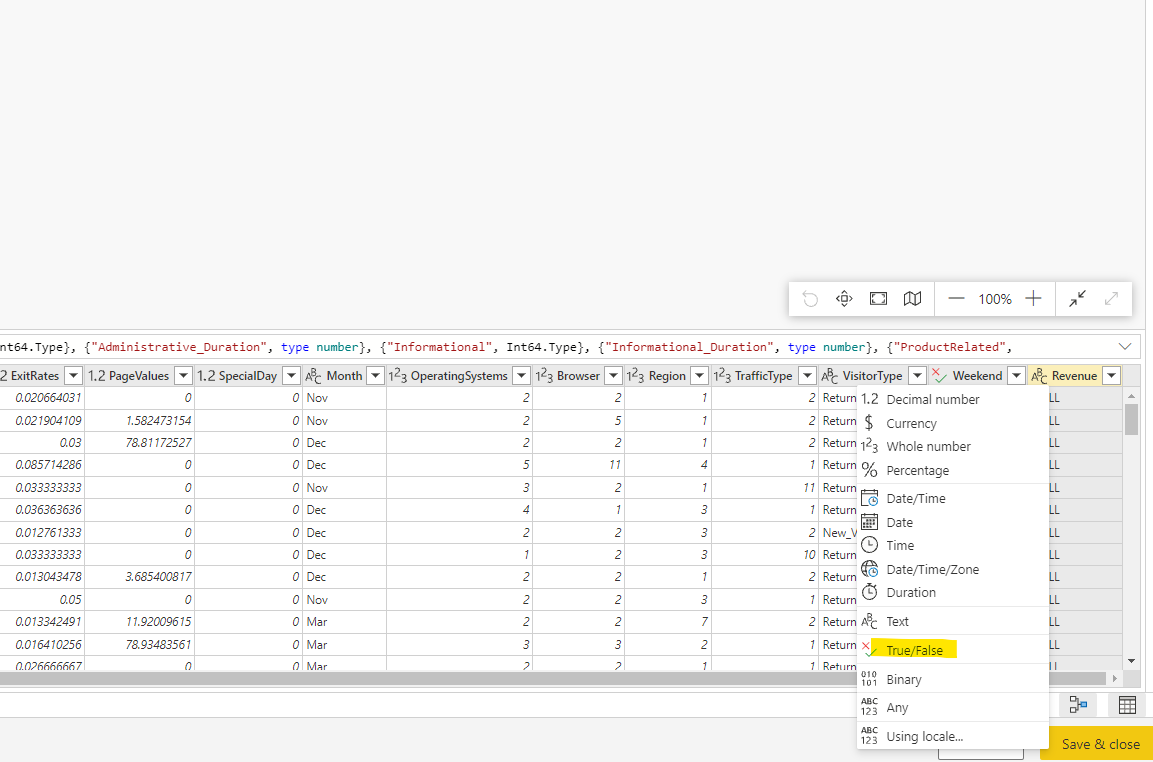 100%
nt64.Type}, {"Administrative_Duration", type number}, {"Informational", Int64.Type}, {"Informational_Duration", type number}, {"ProductRelated",
2 ExitRates 1.2 PageValues 1.2 SpecialDay ABC Month 123 OperatingSystems 123 Browser 123 Region 123 TrafficType ABC VisitorType Weekend ABC Revenue
0.020664031 0 0 Nov 2 2 1 2 Return LL
0.021904109 1.582473154 0 Nov 2 5 1 2 Return LL
0.03 78.81172527 0 Dec 2 2 1 2 Return LL
0.085714286 0 0 Dec 5 11 4 1 Return LL
0.033333333 0 0 Nov 3 2 1 11 Return LL
0.036363636 0 0 Dec 4 1 3 1 Return LL
0.012761333 0 0 Dec 2 2 3 2 New_V LL
0.033333333 0 0 Dec 1 2 3 10 Return LL
0.013043478 3.685400817 0 Dec 2 2 1 2 Return LL
0.05 0 0 Nov 2 2 3 1 Return LL
0.013342491 11.92009615 0 Mar 2 2 7 2 Return LL
0.016410256 78.93483561 0 Mar 3 3 2 1 Return LL
0.026666667 0 0 Mar 2 2 1 1 Return LL
1.2 Decimal number
$ Currency
123 Whole number
% Percentage
Date/Time
Date
Time
Date/Time/Zone
Duration
ABC Text
True/False
010 101 Binary
ABC 123 Any
ABC 123 Using locale...
Save & close